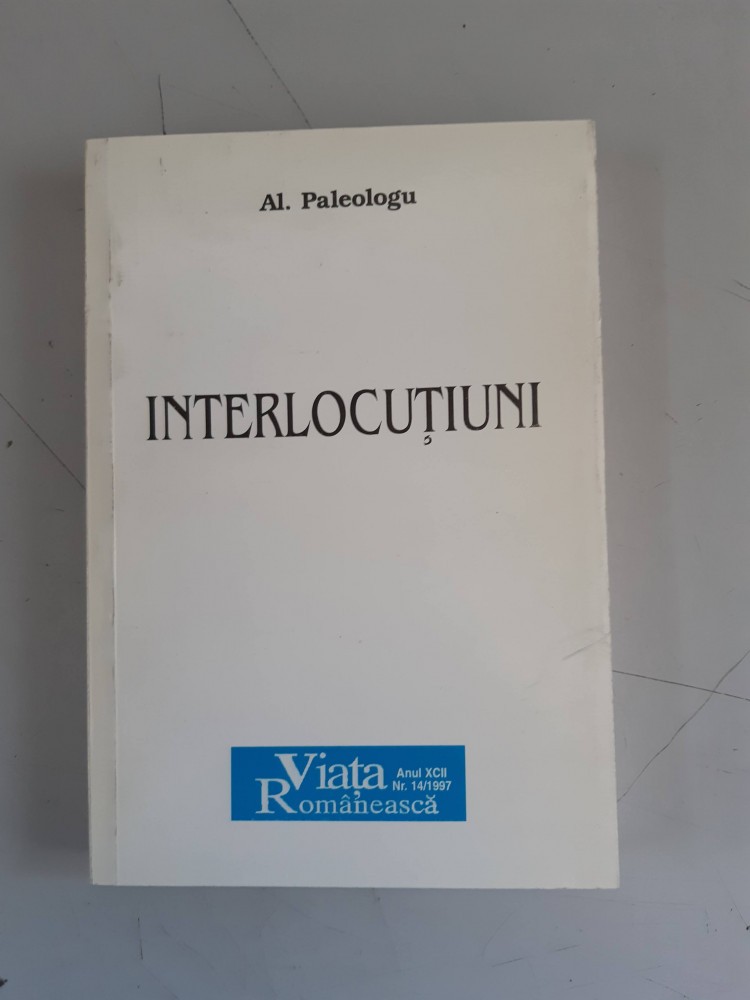 Al. Paleologu
INTERLOCUȚIUNI
Viața
Românească
Anul XCII
Nr. 14/1997